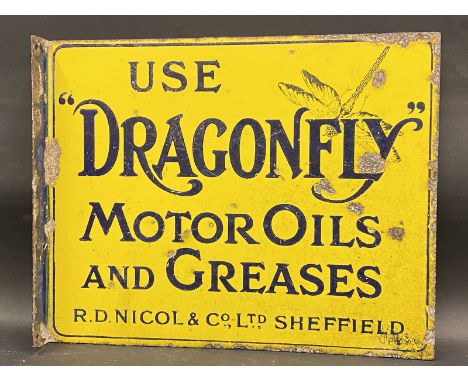 USE
"DRAGONFLY"
MOTOR OILS
AND GREASES
R.D. NICOL & Co., LTD SHEFFIELD